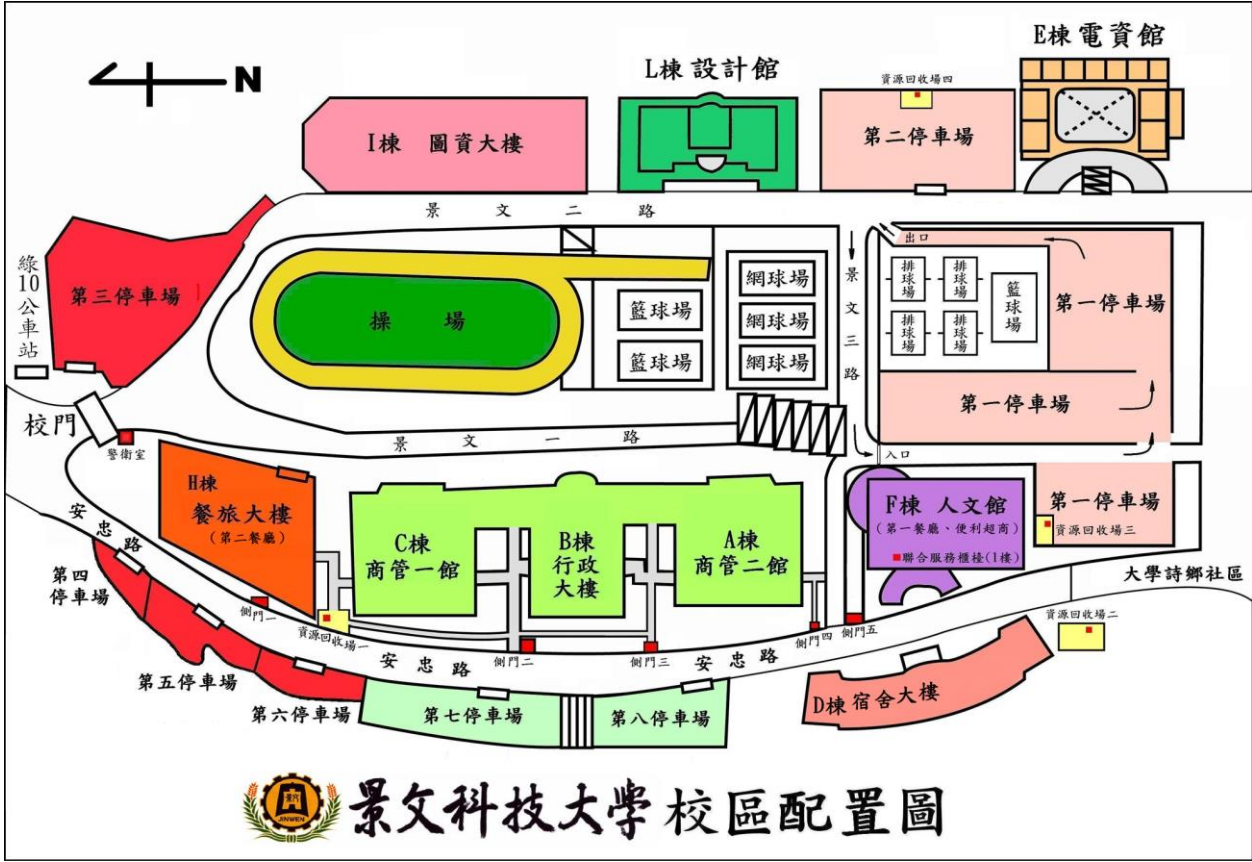 E棟 電資館
L棟 設計館
資源回收場四
N
I棟 圖資大樓
第二停車場
景文二路
出口
綠10公車站
第三停車場
操場
籃球場
籃球場
網球場
網球場
網球場
景文三路
排球場
排球場
排球場
排球場
籃球場
第一停車場
第一停車場
校門
警衛室
景文一路
入口
H棟
餐旅大樓
(第二餐廳)
C棟
商管一館
B棟
行政
大樓
A棟
商管二館
F棟 人文館
(第一餐廳、便利超商)
聯合服務櫃檯(1樓)
第一停車場
資源回收場三
安忠路
大學詩鄉社區
第四
停車場
側門一
資源回收場一
側門二
側門三
側門四
側門五
資源回收場二
安忠路
安忠路
第五停車場
第六停車場
第七停車場
第八停車場
D棟 宿舍大樓
景文
JINWEN
景文科技大學 校區配置圖